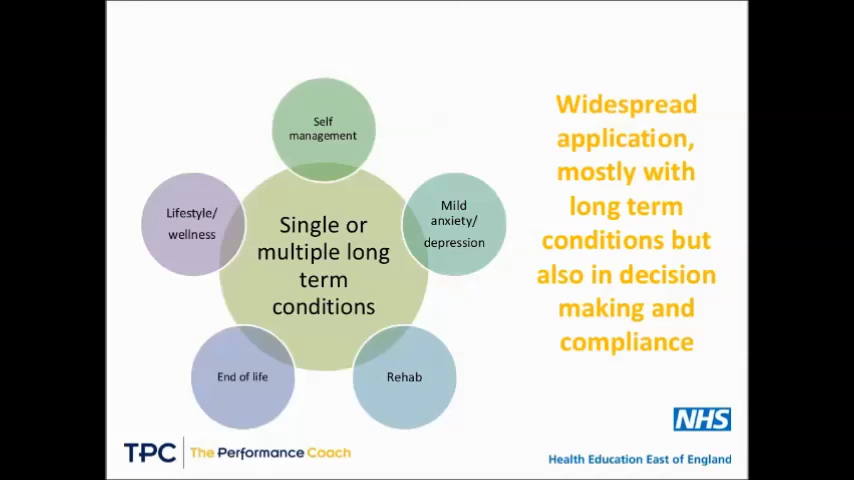 Self
management
Lifestyle/
wellness
Mild
anxiety/
depression
Single or
multiple long
term
conditions
End of life
Rehab
Widespread
application,
mostly with
long term
conditions but
also in decision
making and
compliance
TPC The Performance Coach
NHS
Health Education East of England